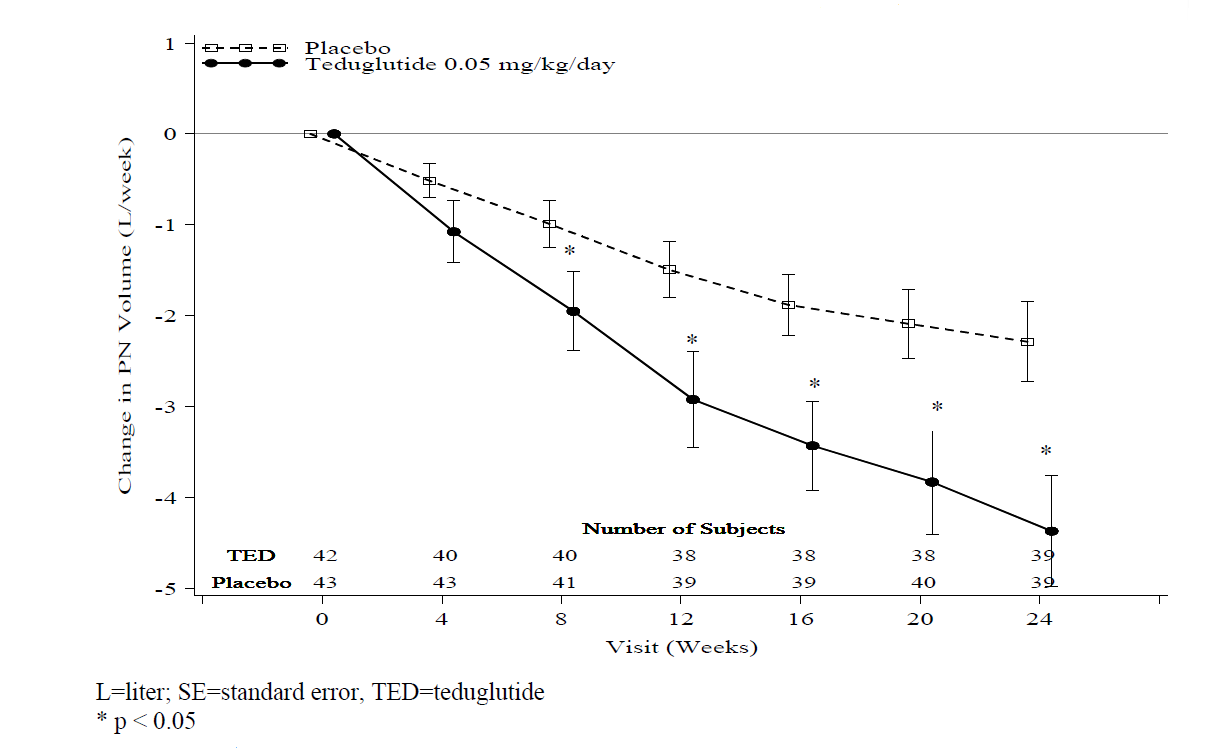 Placebo
Teduglutide 0.05 mg/kg/day
Change in PN Volume (L/week)
1
0
-1
-2
-3
-4
-5
*
*
*
*
*
Number of Subjects
TED 42 40 40 38 38 38 39
Placebo 43 43 41 39 39 40 39
0 4 8 12 16 20 24
Visit (Weeks)
L=liter; SE=standard error, TED=teduglutide
* p < 0.05